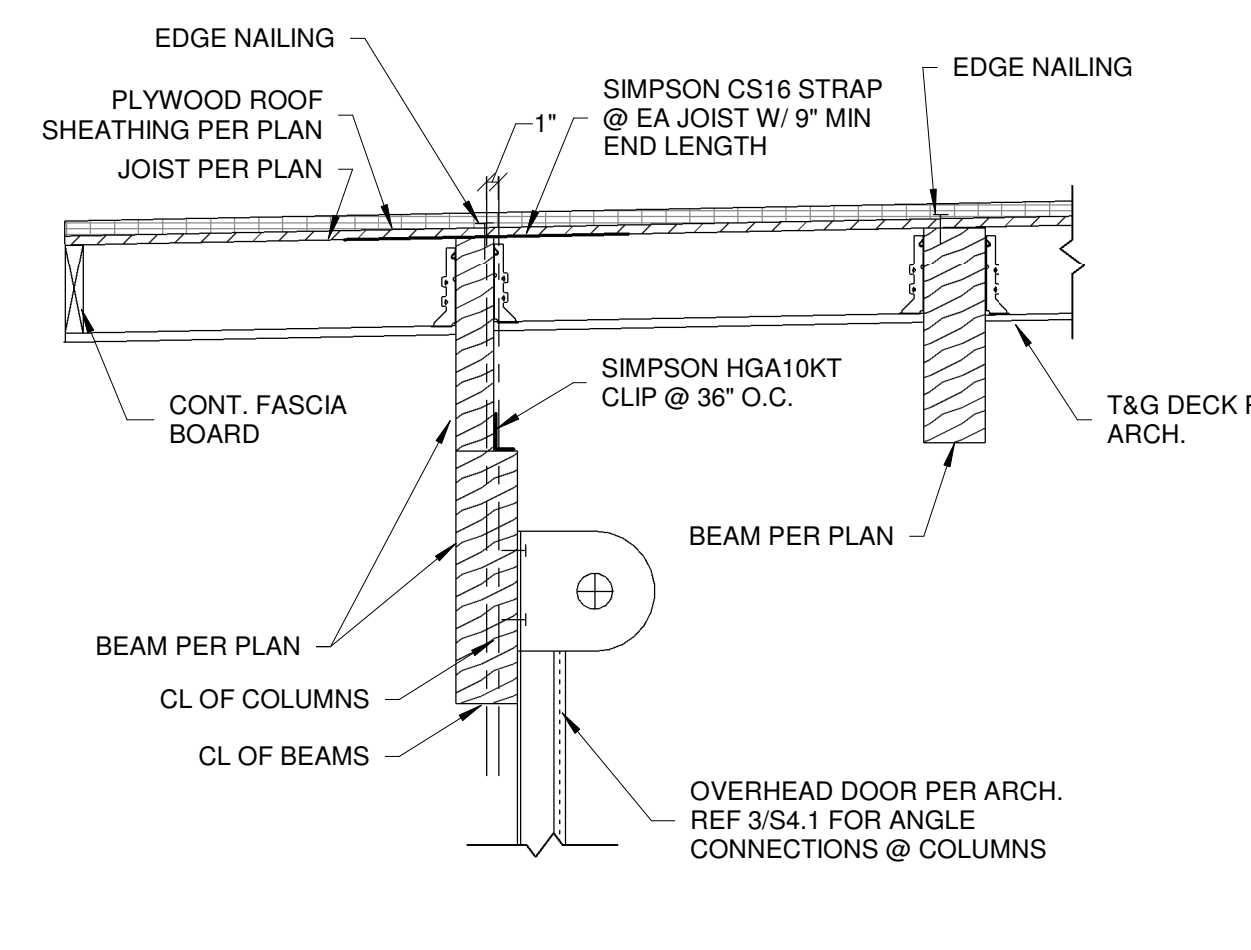 EDGE NAILING
PLYWOOD ROOF
SHEATHING PER PLAN
JOIST PER PLAN
1"
SIMPSON CS16 STRAP
@ EA JOIST W/ 9" MIN
END LENGTH
EDGE NAILING
CONT. FASCIA
BOARD
SIMPSON HGA10KT
CLIP @ 36" O.C.
T&G DECK
ARCH.
BEAM PER PLAN
BEAM PER PLAN
CL OF COLUMNS
CL OF BEAMS
OVERHEAD DOOR PER ARCH.
REF 3/S4.1 FOR ANGLE
CONNECTIONS @ COLUMNS